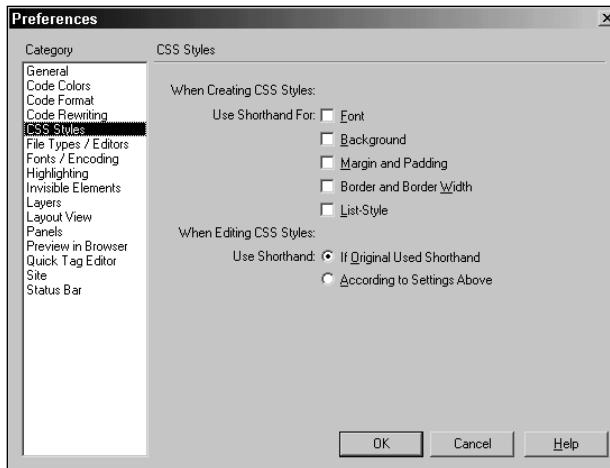 Preferences
Category
CSS Styles
General
Code Colors
Code Format
Code Rewriting
CSS Styles
File Types / Editors
Fonts / Encoding
Highlighting
Invisible Elements
Layers
Layout View
Panels
Preview in Browser
Quick Tag Editor
Site
Status Bar
When Creating CSS Styles:
Use Shorthand For: Font
Background
Margin and Padding
Border and Border Width
List-Style
When Editing CSS Styles:
Use Shorthand: If Original Used Shorthand
According to Settings Above
OK Cancel Help